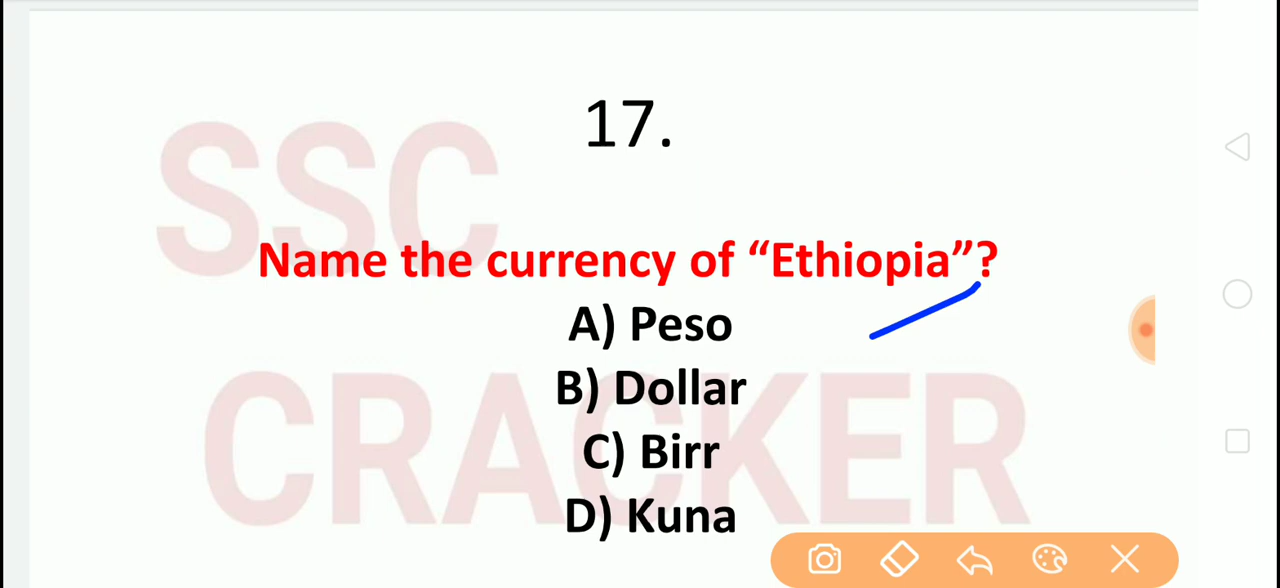 17.
SSC
Name the currency of “Ethiopia”?
A) Peso
B) Dollar
CRACKER
C) Birr
D) Kuna